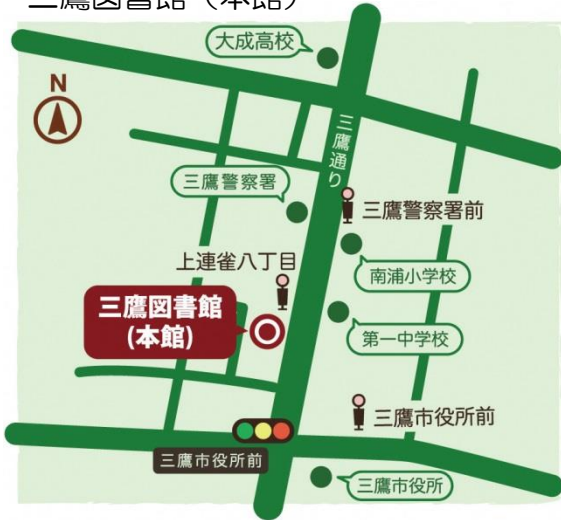 三鷹図書館（本館）
大成高校
N
三鷹通り
三鷹警察署
三鷹警察署前
上連雀八丁目
南浦小学校
三鷹図書館
(本館)
第一中学校
三鷹市役所前
三鷹市役所前
三鷹市役所